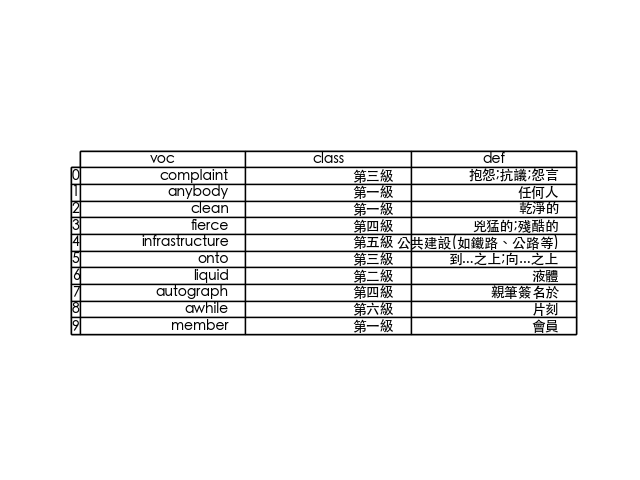 voc class def
0 complaint 第三級 抱怨;抗議;怨言
1 anybody 第一級 任何人
2 clean 第一級 乾淨的
3 fierce 第四級 兇猛的;殘酷的
4 infrastructure 第五級 公共建設(如鐵路、公路等)
5 onto 第三級 到...之上;向...之上
6 liquid 第二級 液體
7 autograph 第四級 親筆簽名於
8 awhile 第六級 片刻
9 member 第一級 會員